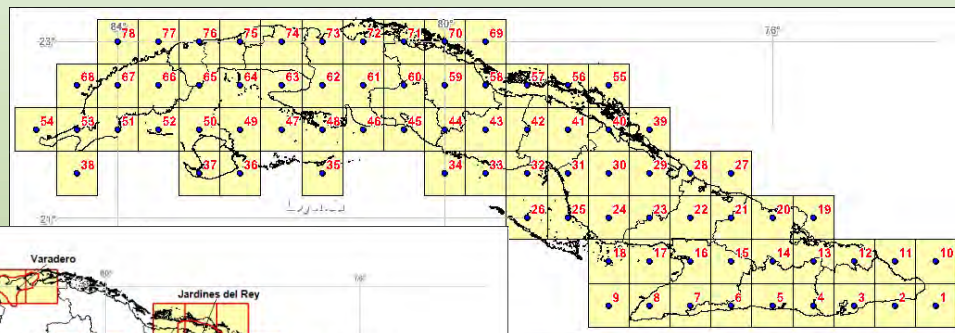 84° 80 76°
23° 78 77 76 75 74 73 72 71 70 69
68 67 66 65 64 63 62 61 60 59 58 57 56 55
54 53 51 52 50 49 47 48 46 45 44 43 42 41 40 39
38 37 36 35 34 33 32 31 30 29 28 27
21° Leyenda 26 25 24 23 22 21 20 19
18 17 16 15 14 13 12 11 10
9 8 7 6 5 4 3 2 1
Varadero
80° 76°
Jardines del Rey